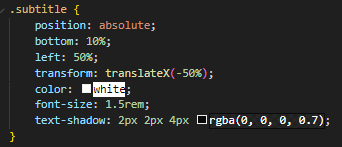 .subtitle {
    position: absolute;
    bottom: 10%;
    left: 50%;
    transform: translateX(-50%);
    color: white;
    font-size: 1.5rem;
    text-shadow: 2px 2px 4px rgba(0, 0, 0, 0.7);
}